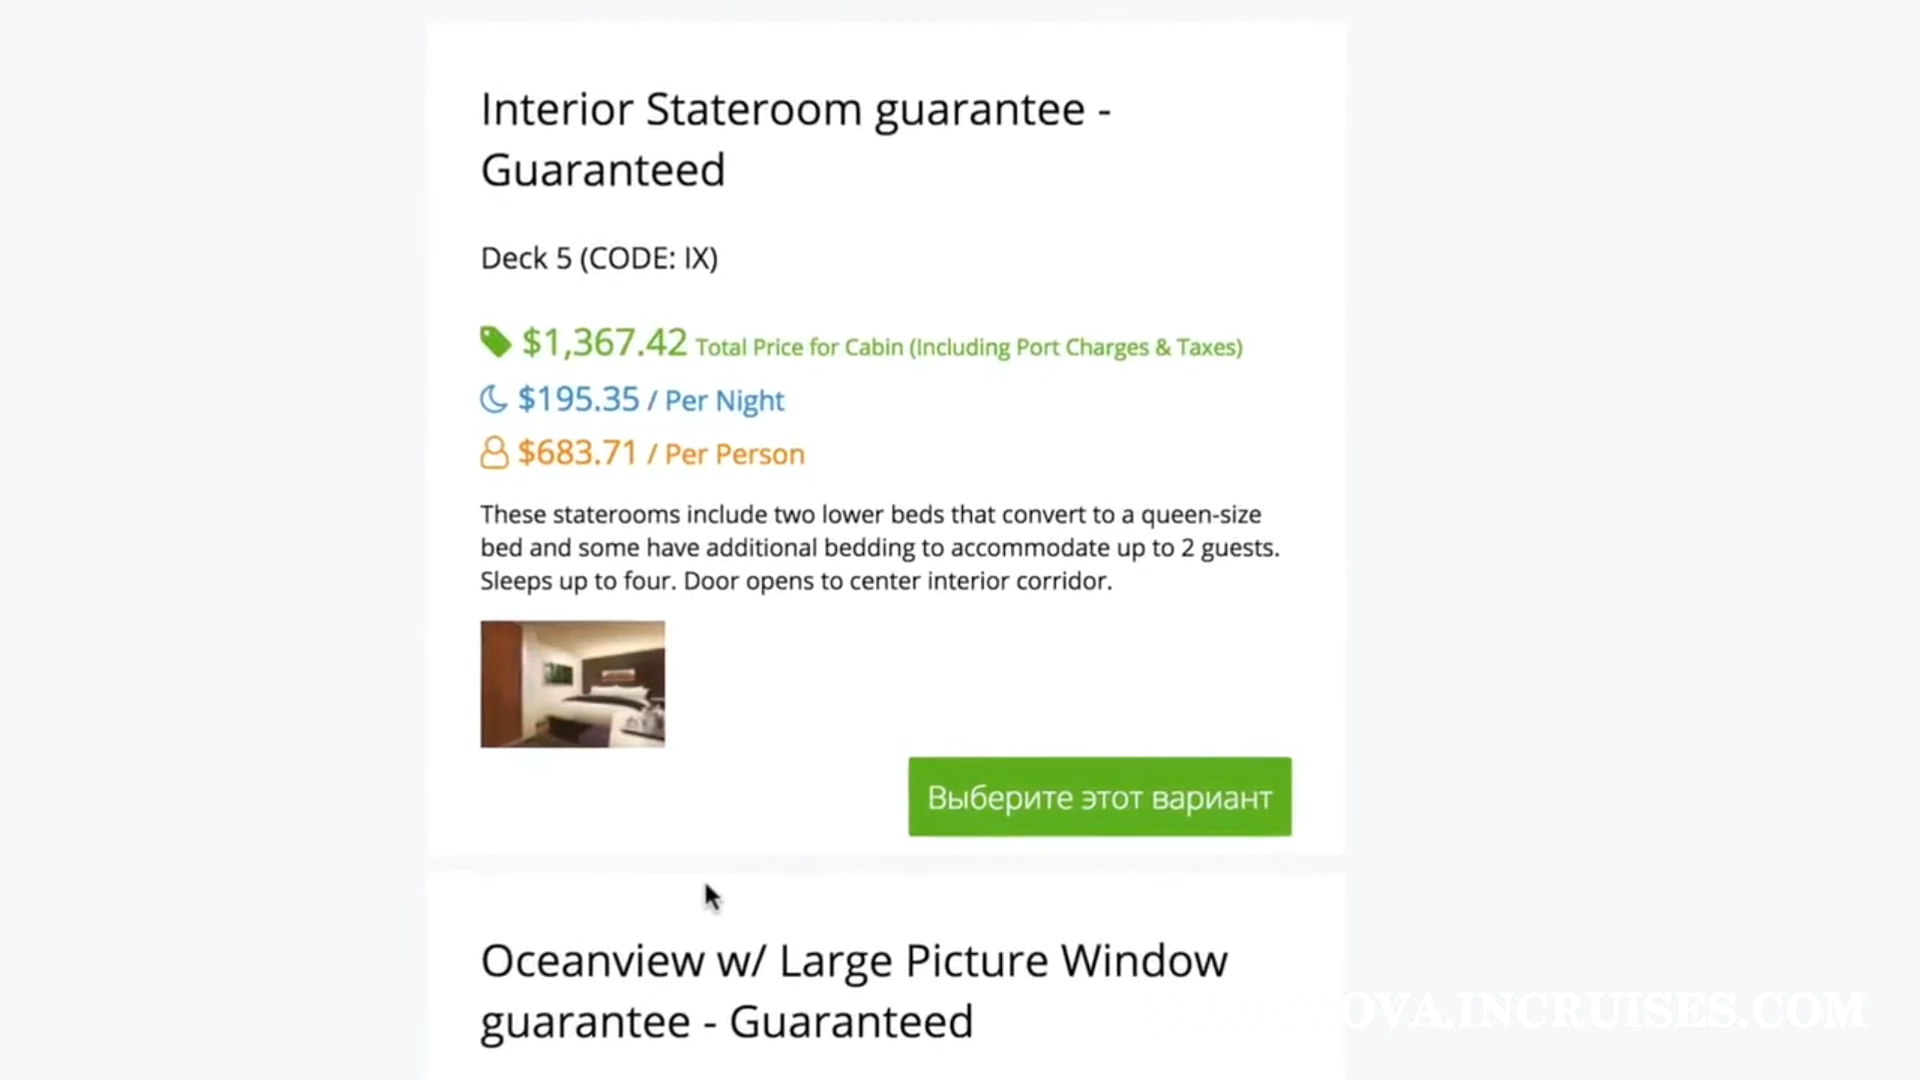 Interior Stateroom guarantee -
Guaranteed
Deck 5 (CODE: IX)
$1,367.42 Total Price for Cabin (Including Port Charges & Taxes)
$195.35 / Per Night
$683.71 / Per Person
These staterooms include two lower beds that convert to a queen-size
bed and some have additional bedding to accommodate up to 2 guests.
Sleeps up to four. Door opens to center interior corridor.
Выберите этот вариант
Oceanview w/ Large Picture Window
guarantee - Guaranteed
OVA.INCRUISES.COM